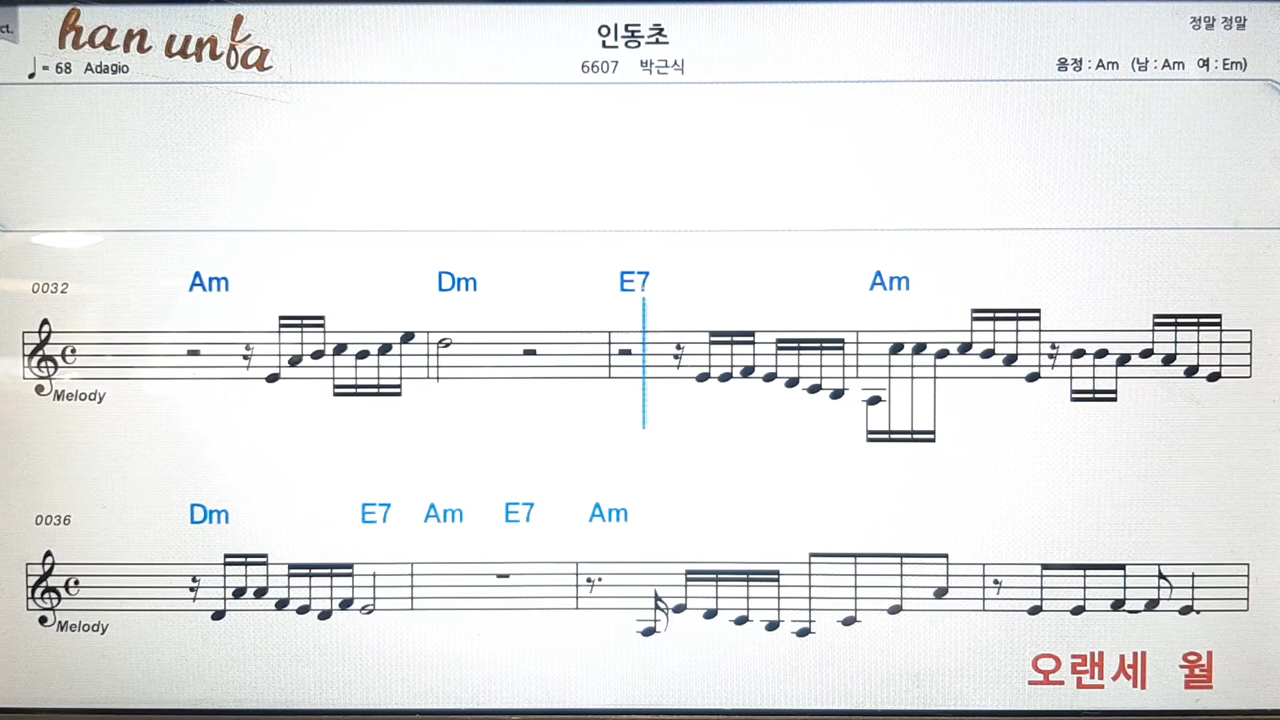 ct.
han unba
정말 정말
인동초
6607 박근식
♩= 68 Adagio
음정 : Am (남 : Am 여 : Em)
0032
Am Dm E7 Am
Melody
0036
Dm E7 Am E7 Am
Melody
오랜세 월